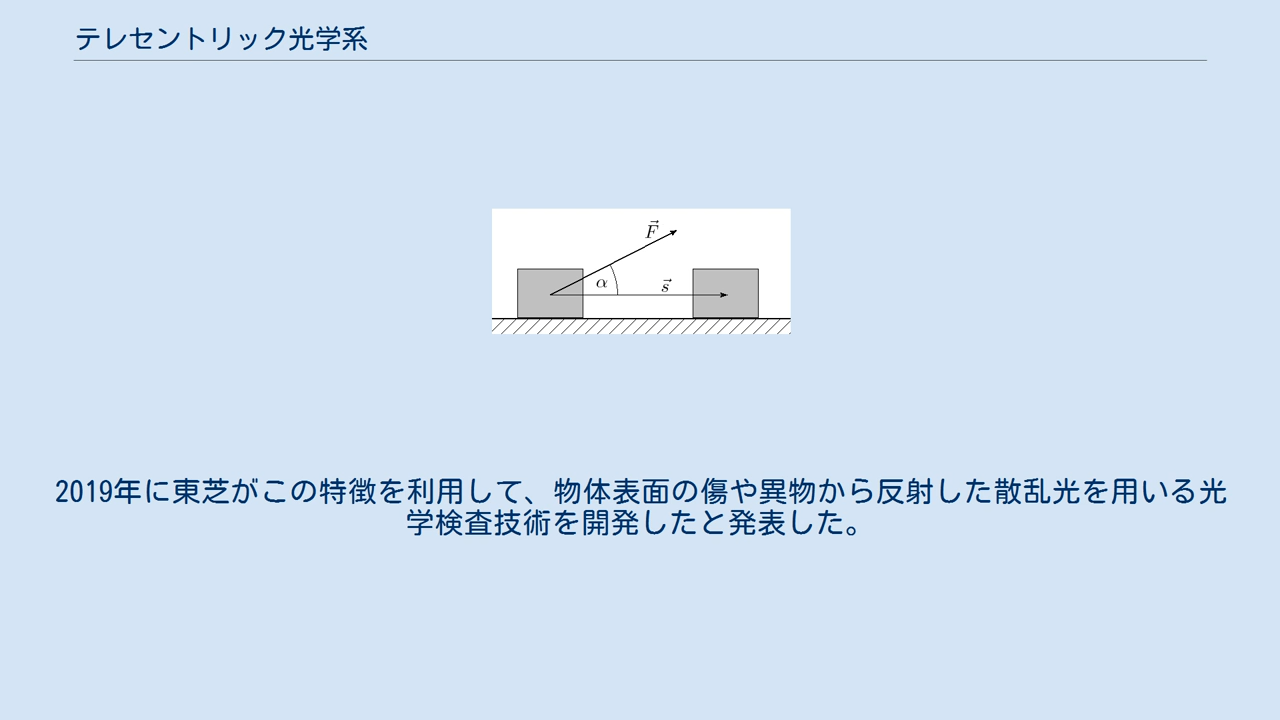 テレセントリック光学系
F
α
s
2019年に東芝がこの特徴を利用して、物体表面の傷や異物から反射した散乱光を用いる光
学検査技術を開発したと発表した。